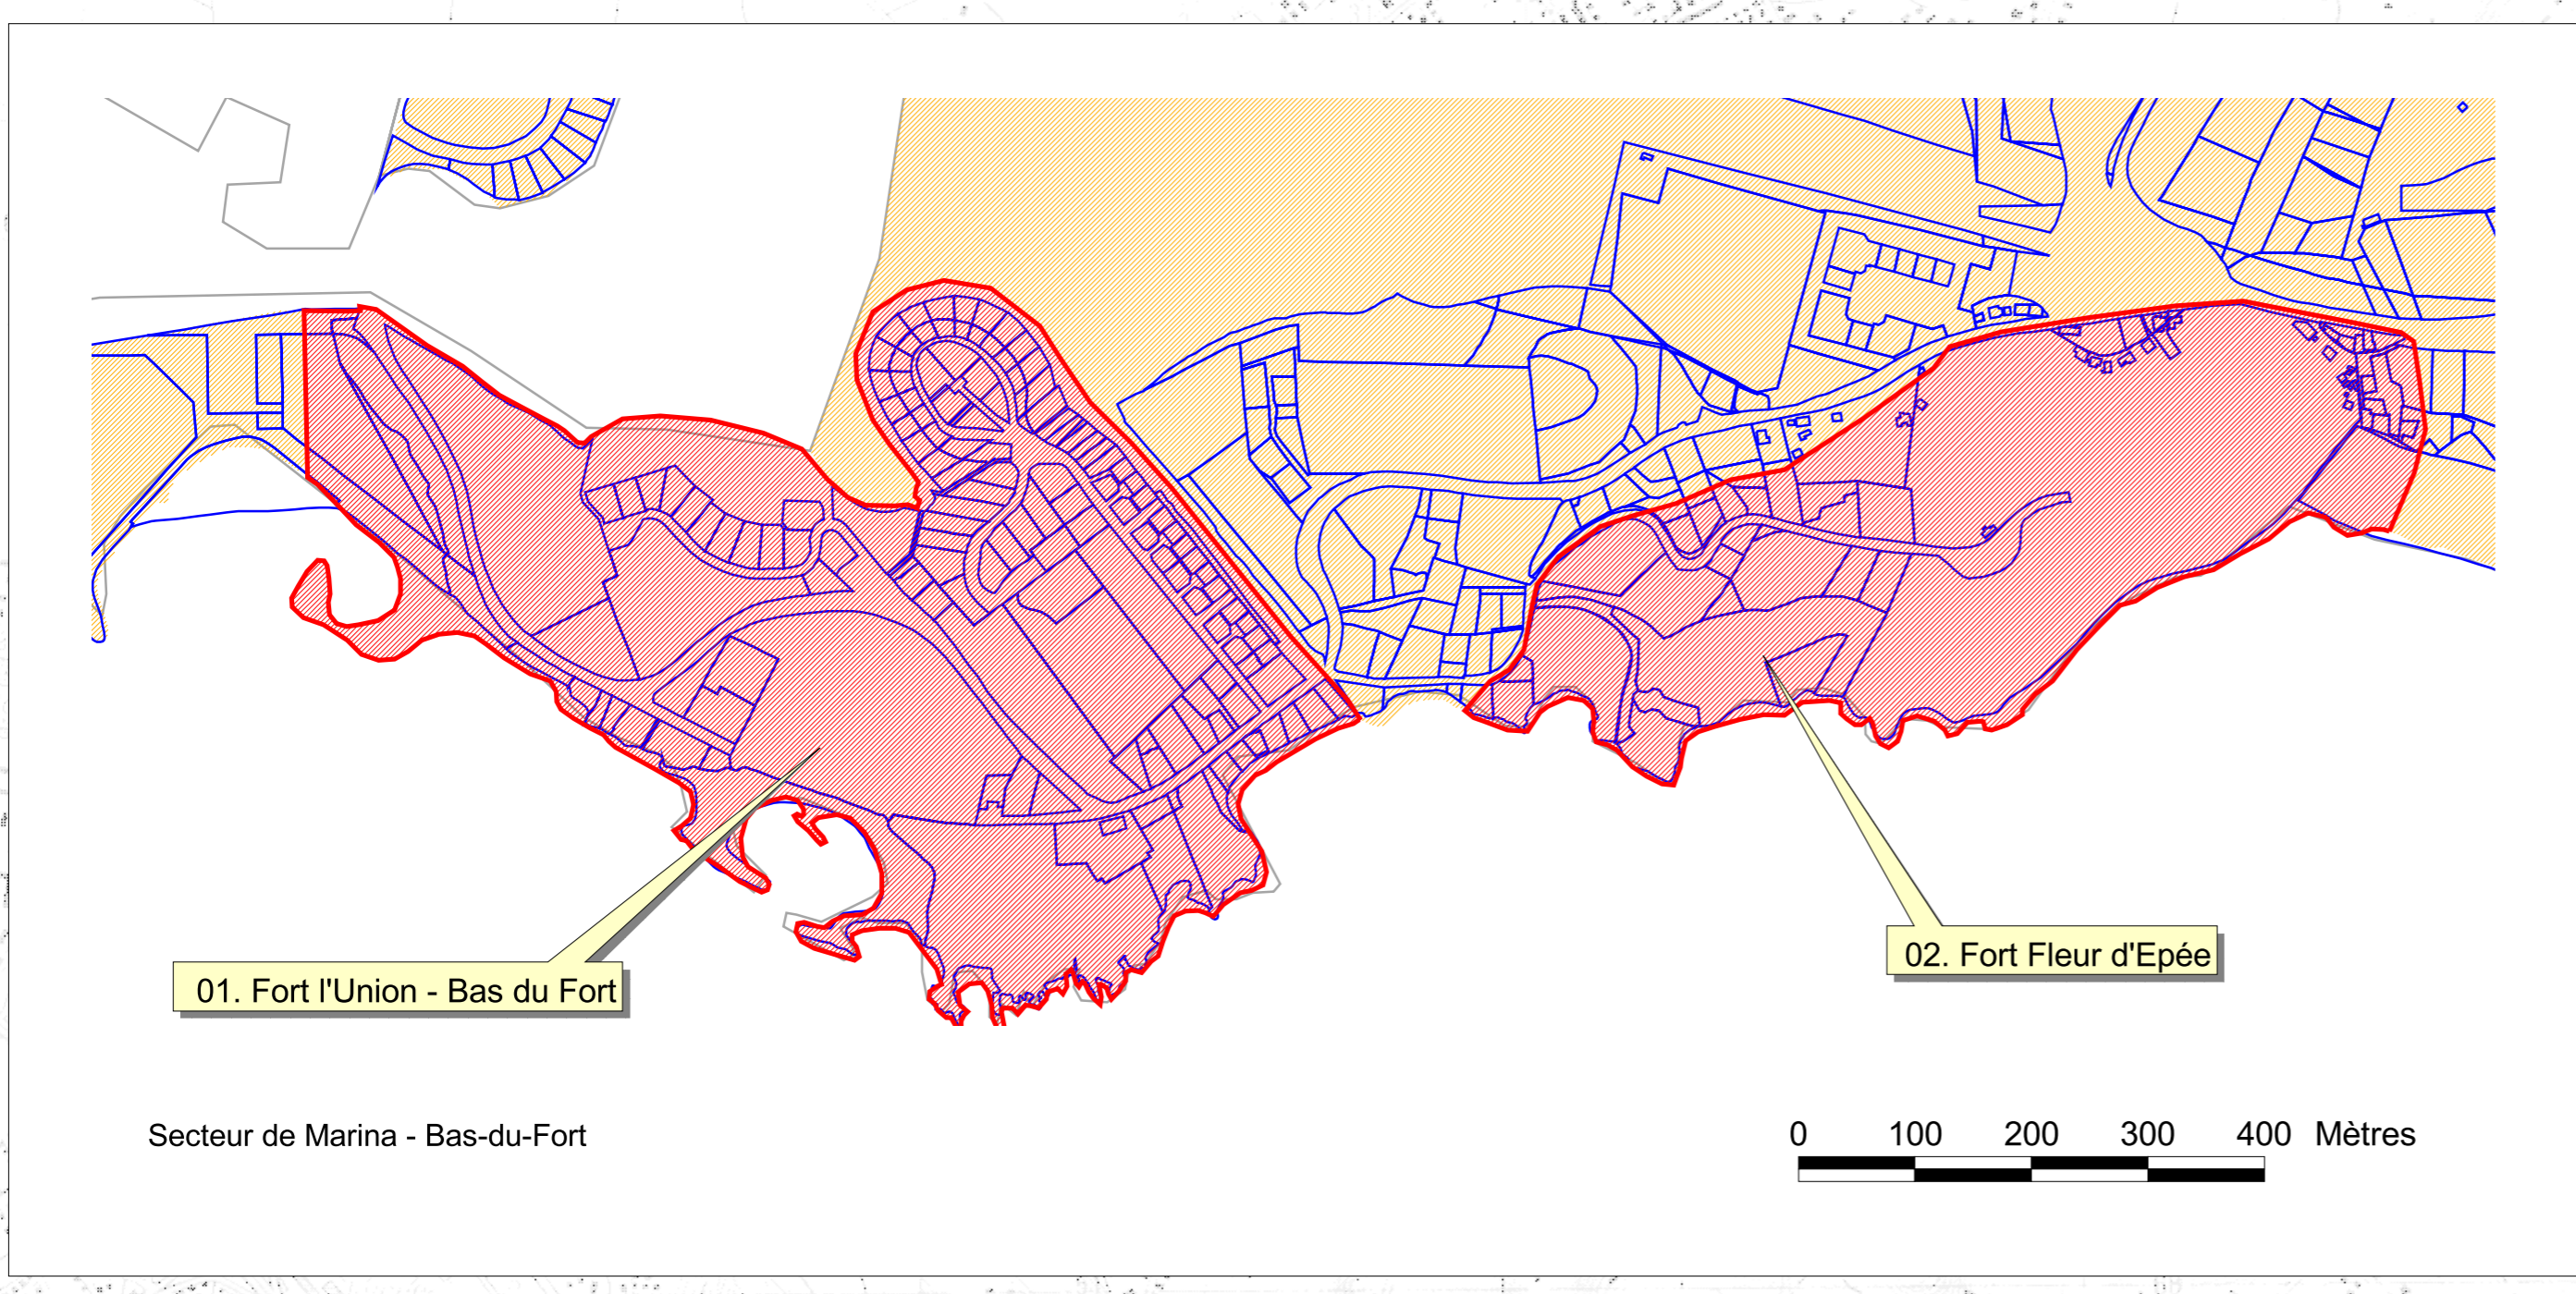 02. Fort Fleur d'Epée
01. Fort l'Union - Bas du Fort
Secteur de Marina - Bas-du-Fort
0 100 200 300 400 Mètres